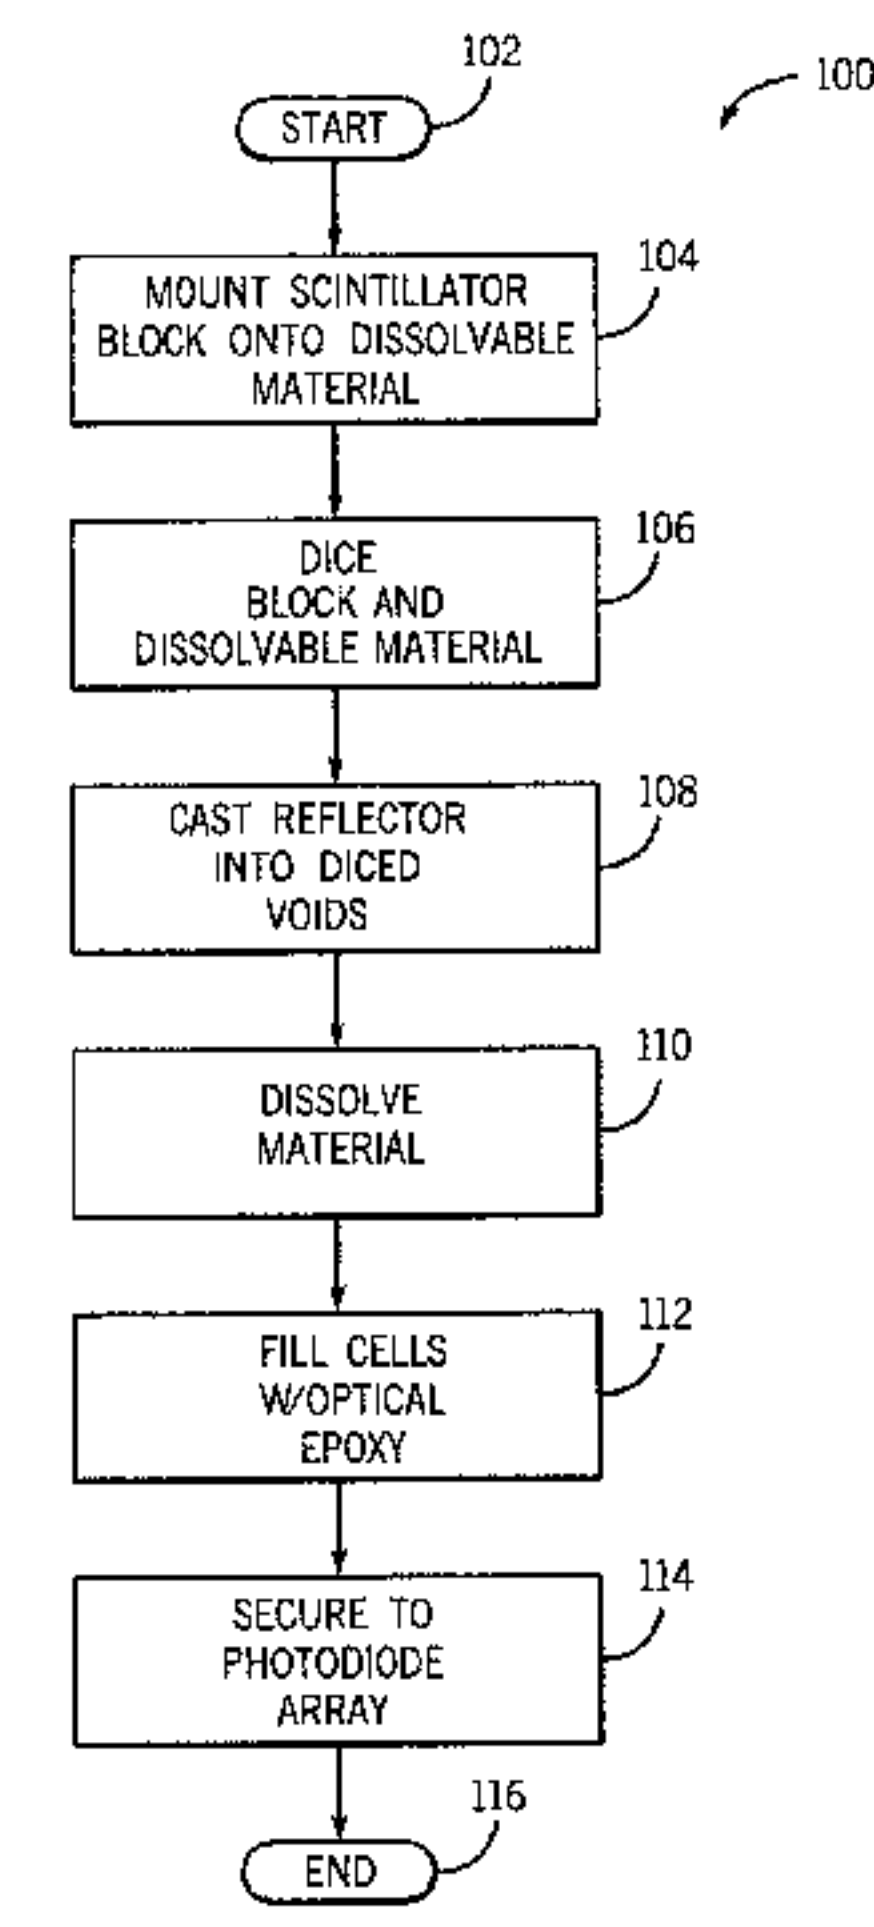 102
100
START
104
MOUNT SCINTILLATOR
BLOCK ONTO DISSOLVABLE
MATERIAL
106
DICE
BLOCK AND
DISSOLVABLE MATERIAL
108
CAST REFLECTOR
INTO DICED
VOIDS
110
DISSOLVE
MATERIAL
112
FILL CELLS
W/OPTICAL
EPOXY
114
SECURE TO
PHOTODIODE
ARRAY
116
END